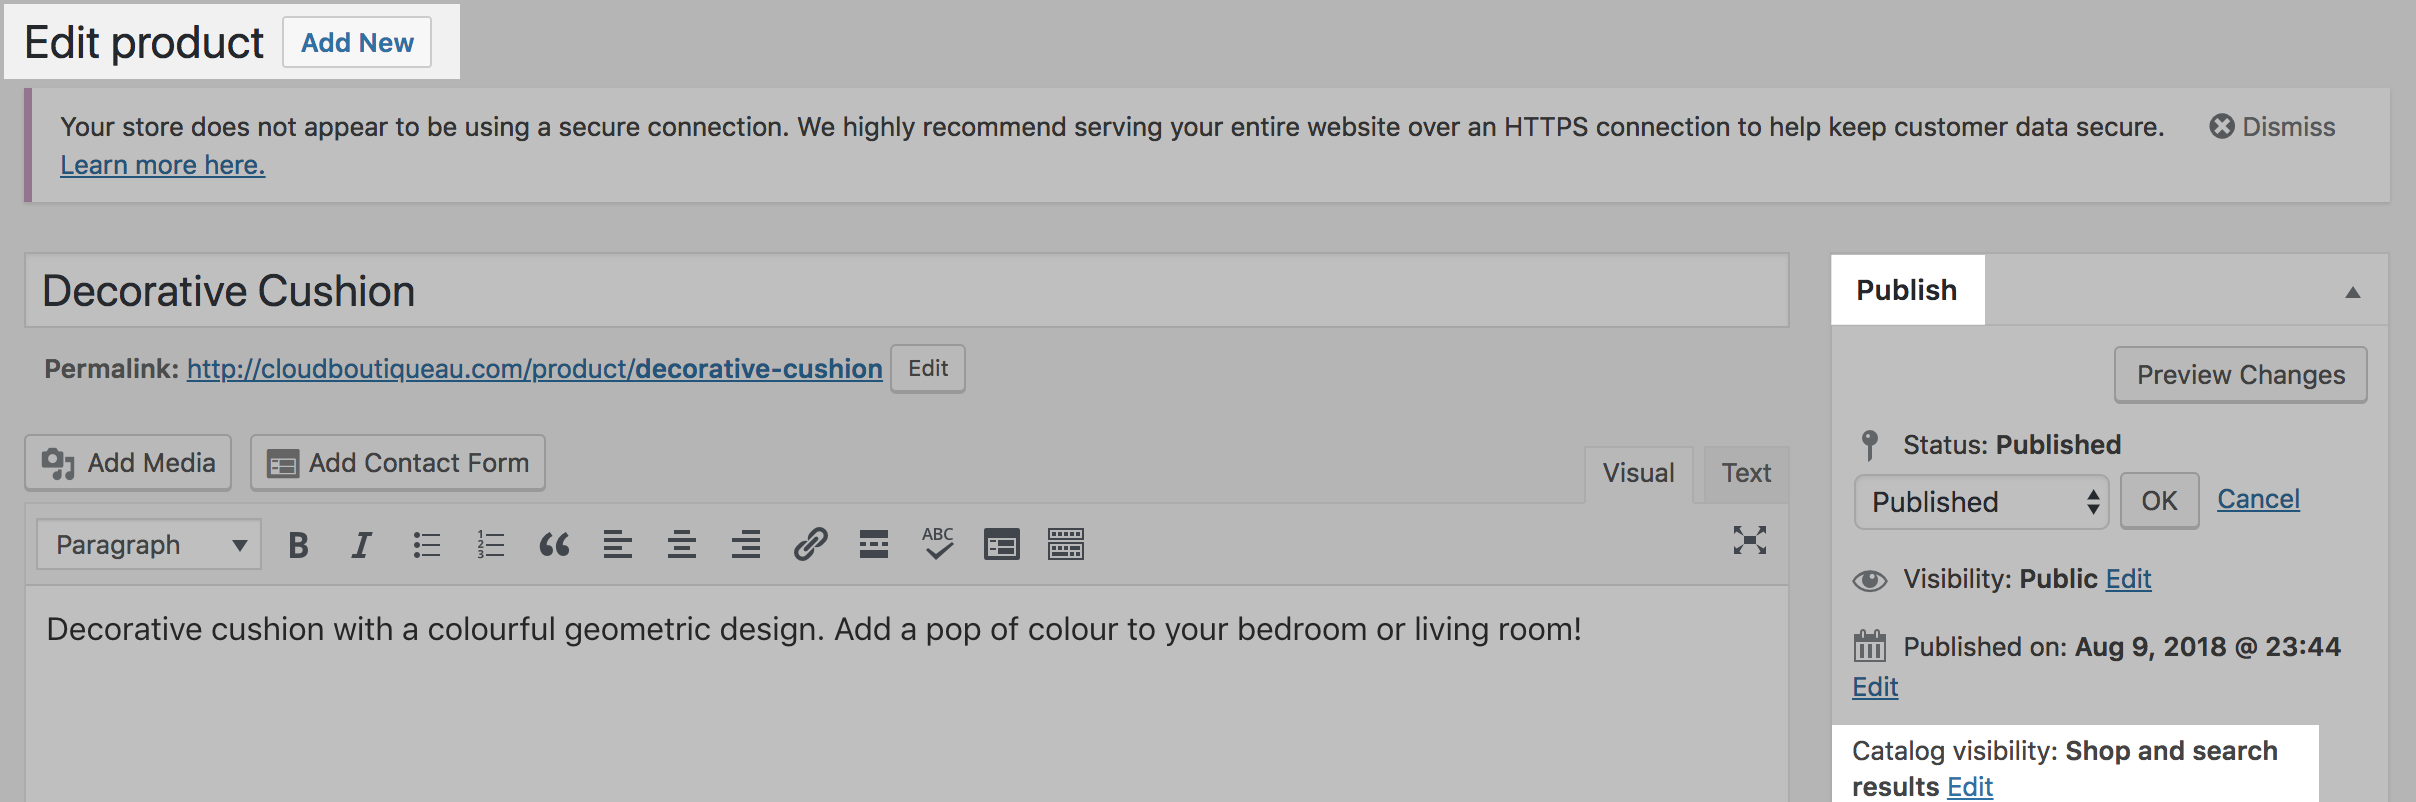 Edit product Add New
Your store does not appear to be using a secure connection. We highly recommend serving your entire website over an HTTPS connection to help keep customer data secure. Dismiss
Learn more here.
Decorative Cushion
Permalink: http://cloudboutiqueau.com/product/decorative-cushion Edit
Add Media Add Contact Form
Visual Text
Paragraph B I 1 2 3 “ ABC
Decorative cushion with a colourful geometric design. Add a pop of colour to your bedroom or living room!
Publish
Preview Changes
Status: Published
Published OK Cancel
Visibility: Public Edit
Published on: Aug 9, 2018 @ 23:44
Edit
Catalog visibility: Shop and search
results Edit